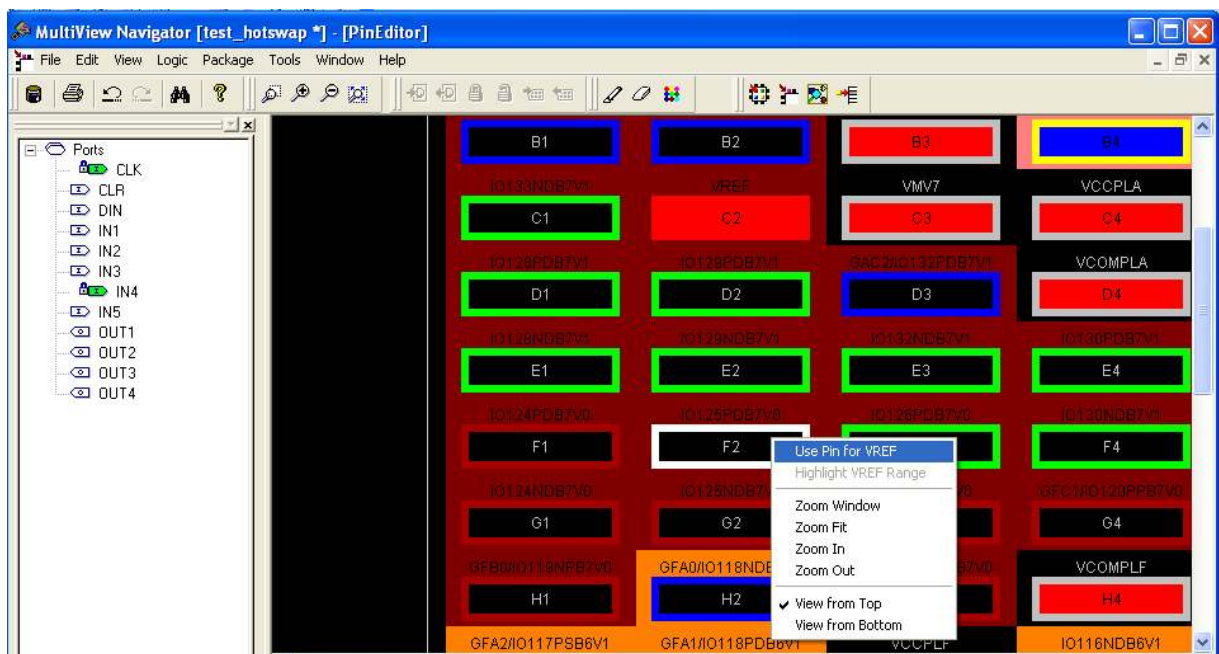 MultiView Navigator [test_hotswap *] - [PinEditor]
File Edit View Logic Package Tools Window Help
Ports
CLK
CLR
DIN
IN1
IN2
IN3
IN4
IN5
OUT1
OUT2
OUT3
OUT4
B1 B2 B3 B4
IO133NDB7V1 VREF VMV7 VCCPLA
C1 C2 C3 C4
IO128PDB7V1 IO129PDB7V1 GAC2/IO132PDB7V1 VCOMPLA
D1 D2 D3 D4
IO128NDB7V1 IO129NDB7V1 IO132NDB7V1 IO130PDB7V1
E1 E2 E3 E4
IO124PDB7V0 IO125PDB7V0 IO126PDB7V0 IO130NDB7V1
F1 F2 F4
Use Pin for VREF
Highlight VREF Range
Zoom Window
Zoom Fit
Zoom In
Zoom Out
View from Top
View from Bottom
IO124NDB7V0 GFC1/IO120PPB7V0
G1 G2 G4
GFB0/IO119NPB7V0 VCOMPLF
H1 H2 H4
GFA2/IO117PSB6V1 GFA1/IO118PDB6V1 VCCPLF IO116NDB6V1